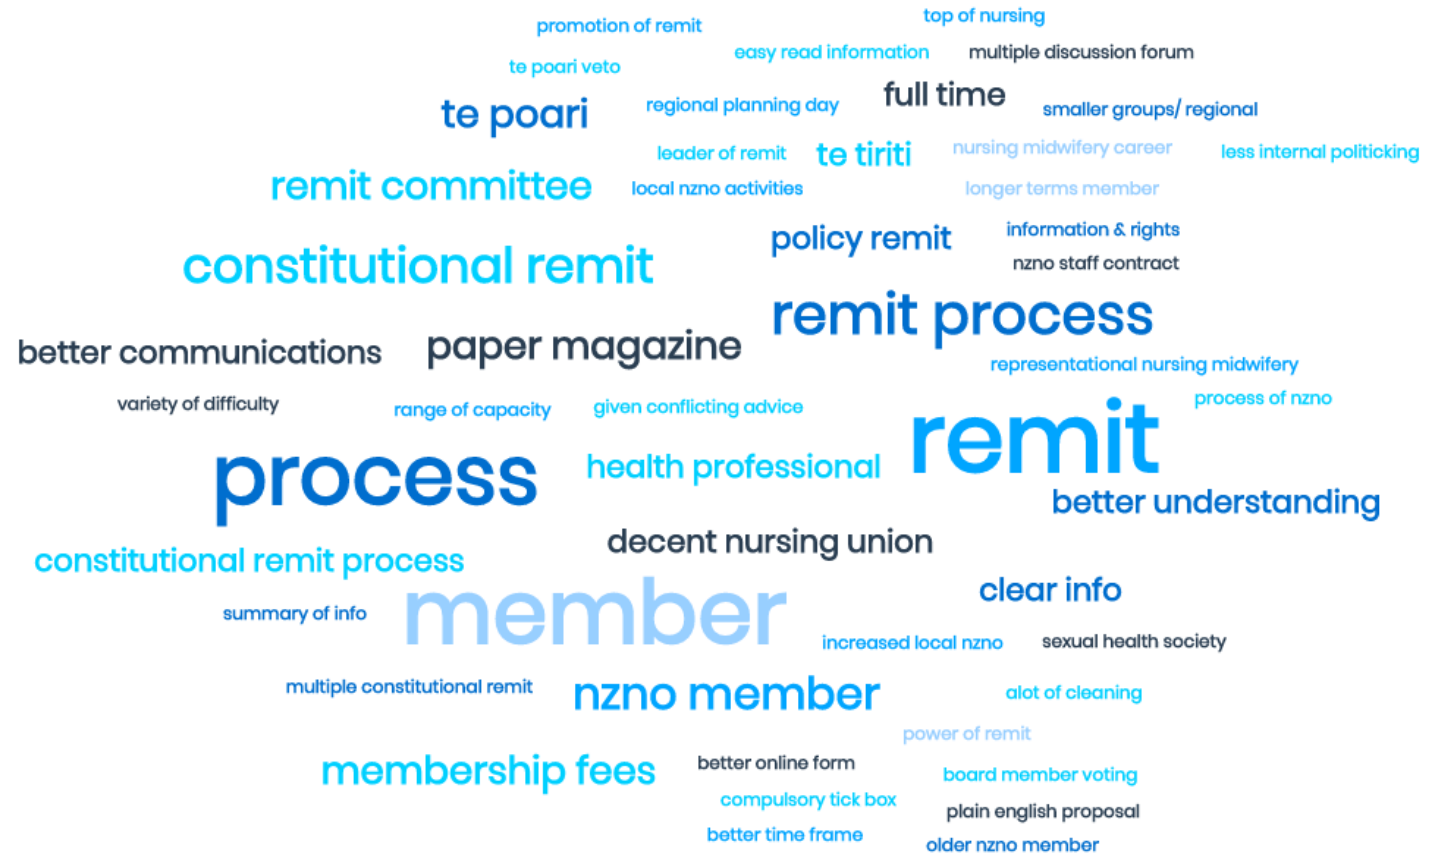 top of nursing
promotion of remit
easy read information
multiple discussion forum
te poari veto
full time
regional planning day
smaller groups/ regional
te poari
leader of remit
te tiriti
nursing midwifery career
less internal politicking
remit committee
local nzno activities
longer terms member
information & rights
policy remit
constitutional remit
nzno staff contract
remit process
better communications
paper magazine
representational nursing midwifery
process of nzno
variety of difficulty
range of capacity
given conflicting advice
remit
process
health professional
better understanding
decent nursing union
constitutional remit process
clear info
summary of info
member
increased local nzno
sexual health society
multiple constitutional remit
nzno member
alot of cleaning
power of remit
membership fees
better online form
board member voting
compulsory tick box
plain english proposal
better time frame
older nzno member